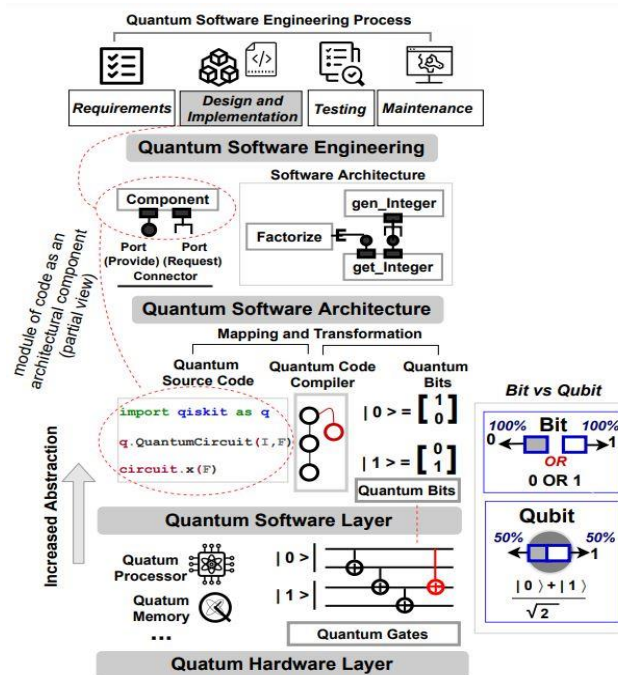 Quantum Software Engineering Process
Requirements
Design and
Implementation
Testing
Maintenance
Quantum Software Engineering
Software Architecture
Component
Port
(Provide)
Port
(Request)
Connector
gen_Integer
Factorize
get_Integer
module of code as an
architectural component
(partial view)
Quantum Software Architecture
Mapping and Transformation
Quantum
Source Code
Quantum Code
Compiler
Quantum
Bits
import qiskit as q
q.QuantumCircuit(I,F)
circuit.x(F)
| 0 > = [ 1 0 ]
| 1 > = [ 0 1 ]
Quantum Bits
Quantum Software Layer
Increased Abstraction
Quatum
Processor
Quatum
Memory
...
| 0 >
| 1 >
Quantum Gates
Quatum Hardware Layer
Bit vs Qubit
Bit
100% 100%
0 1
OR
0 OR 1
Qubit
50% 50%
1
| 0 ⟩ + | 1 ⟩
√2